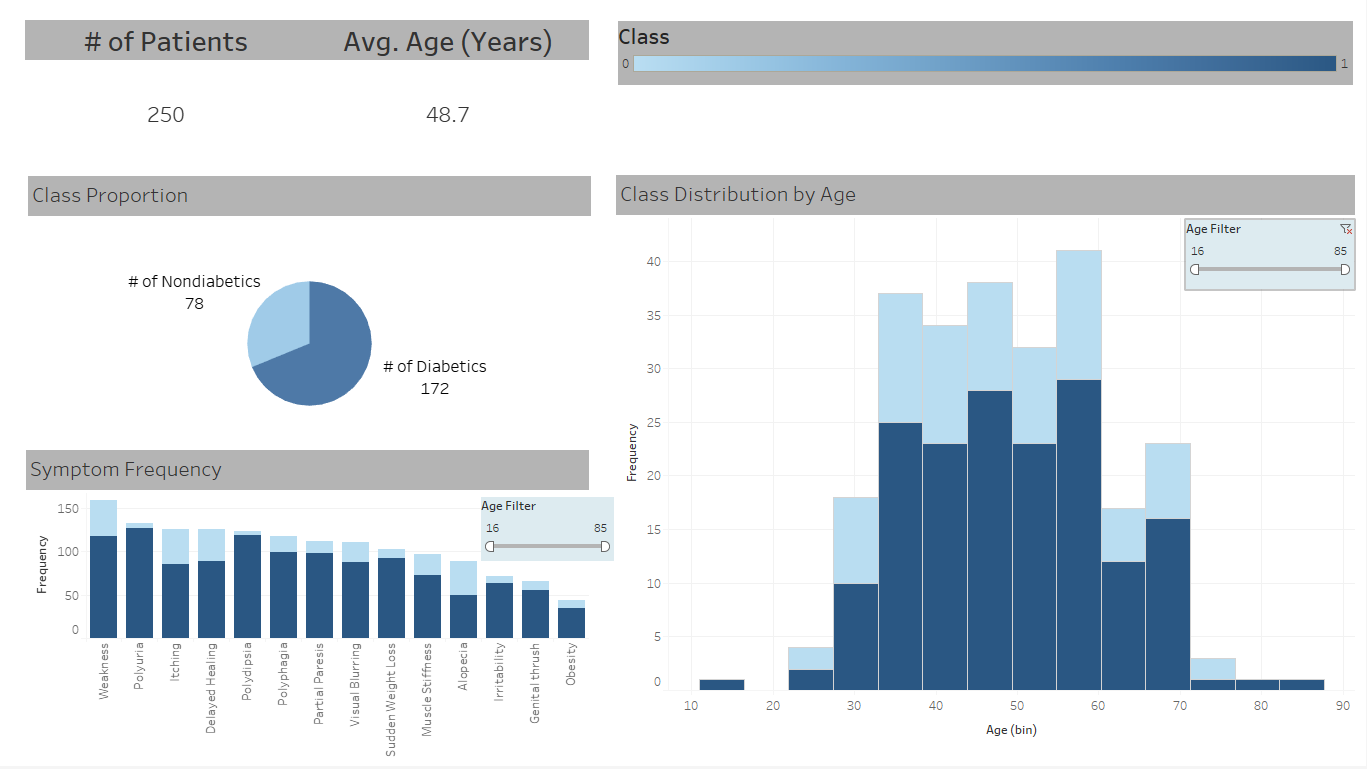 # of Patients Avg. Age (Years)
250 48.7
Class
0 1
Class Proportion
# of Nondiabetics
78
# of Diabetics
172
Symptom Frequency
Age Filter
16 85
Frequency
150
100
50
0
Weakness
Polyuria
Itching
Delayed Healing
Polydipsia
Polyphagia
Partial Paresis
Visual Blurring
Sudden Weight Loss
Muscle Stiffness
Alopecia
Irritability
Genital thrush
Obesity
Class Distribution by Age
Age Filter
16 85
Frequency
40
35
30
25
20
15
10
5
0
10 20 30 40 50 60 70 80 90
Age (bin)